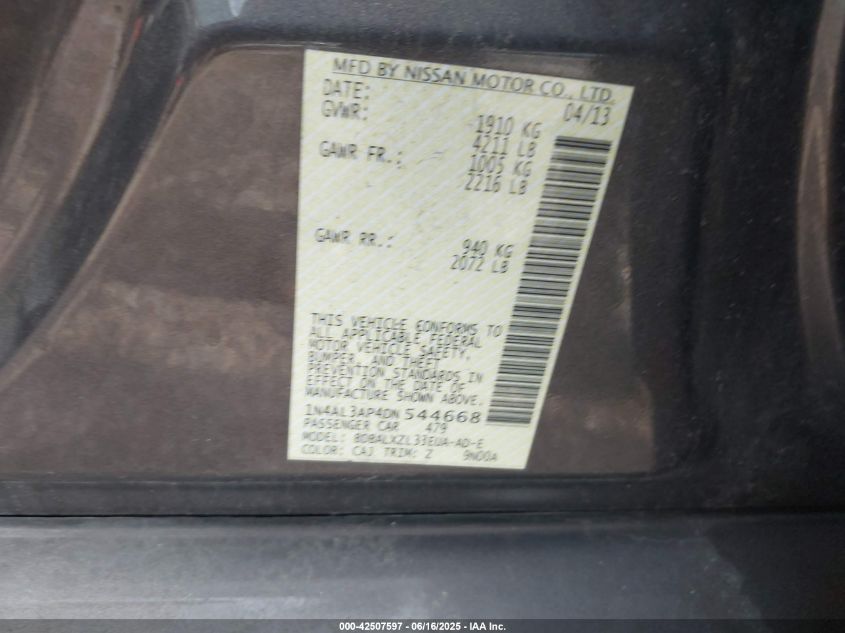 MFD BY NISSAN MOTOR CO., LTD.
DATE: 04/13
GVWR: 1910 KG
4211 LB
GAWR FR.: 1005 KG
2216 LB
GAWR RR.: 940 KG
2072 LB
THIS VEHICLE CONFORMS TO
ALL APPLICABLE FEDERAL
MOTOR VEHICLE SAFETY,
BUMPER, AND THEFT
PREVENTION STANDARDS IN
EFFECT ON THE DATE OF
MANUFACTURE SHOWN ABOVE.
1N4AL3AP4DN544668
PASSENGER CAR 479
MODEL: BDBALXZL33EUA-AD-E
COLOR: CAJ TRIM: Z 9N00A
000-42507597 - 06/16/2025 - IAA Inc.